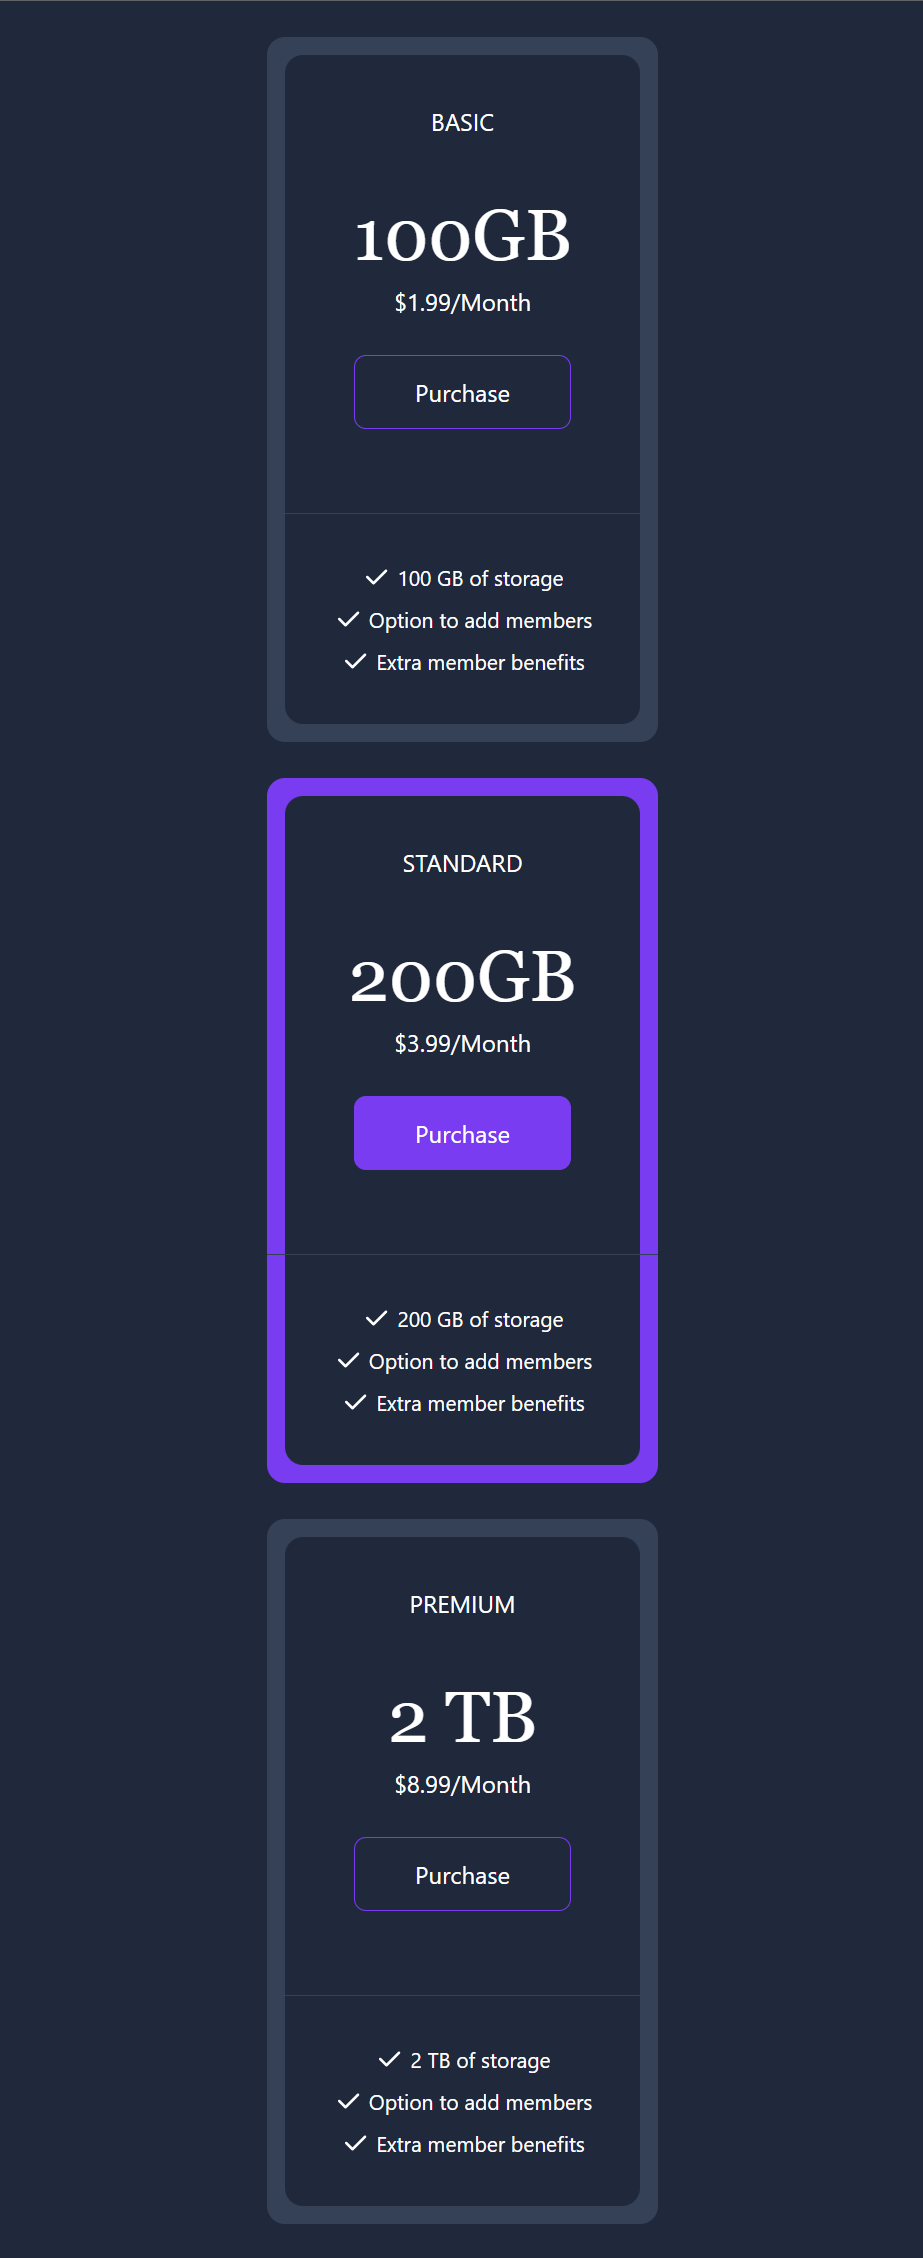 BASIC
100GB
$1.99/Month
Purchase
100 GB of storage
Option to add members
Extra member benefits
STANDARD
200GB
$3.99/Month
Purchase
200 GB of storage
Option to add members
Extra member benefits
PREMIUM
2 TB
$8.99/Month
Purchase
2 TB of storage
Option to add members
Extra member benefits